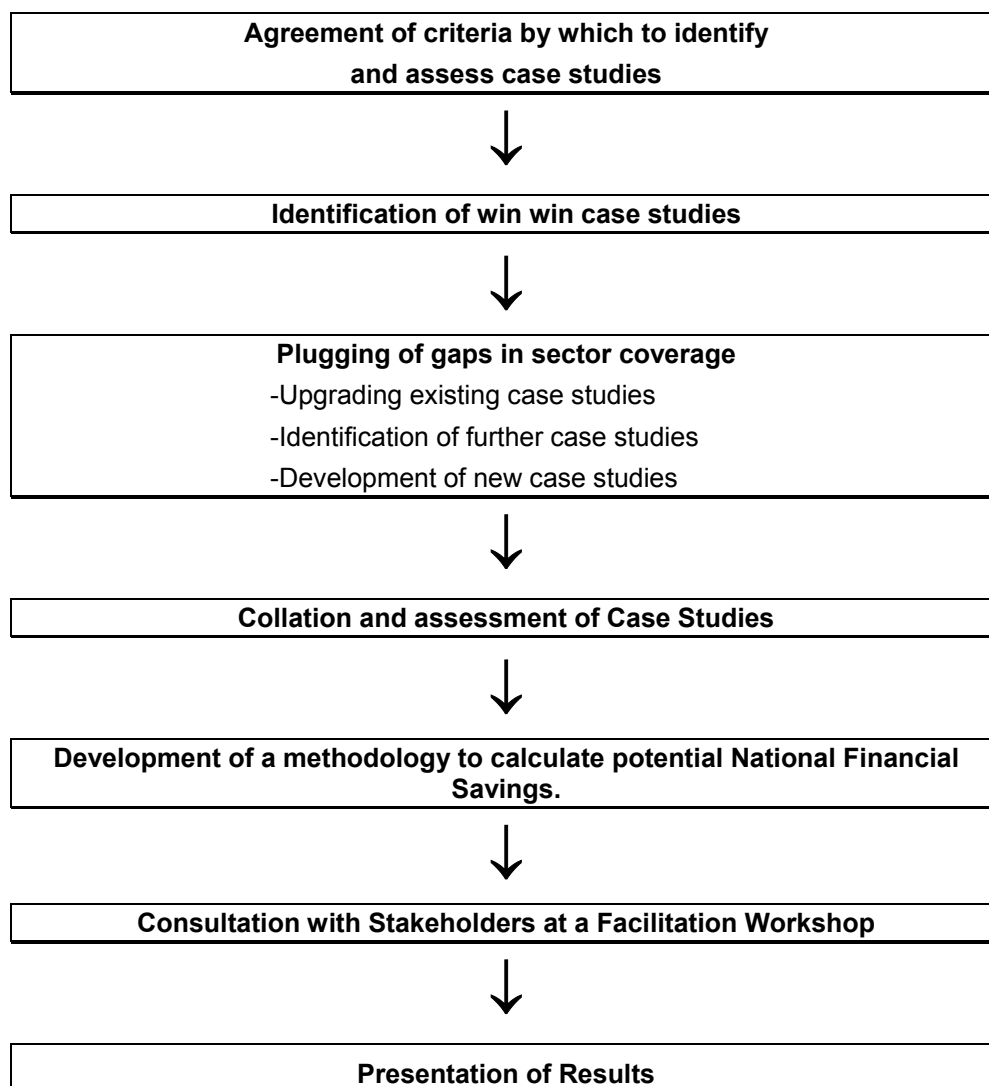 Agreement of criteria by which to identify
and assess case studies
Identification of win win case studies
Plugging of gaps in sector coverage
-Upgrading existing case studies
-Identification of further case studies
-Development of new case studies
Collation and assessment of Case Studies
Development of a methodology to calculate potential National Financial
Savings.
Consultation with Stakeholders at a Facilitation Workshop
Presentation of Results